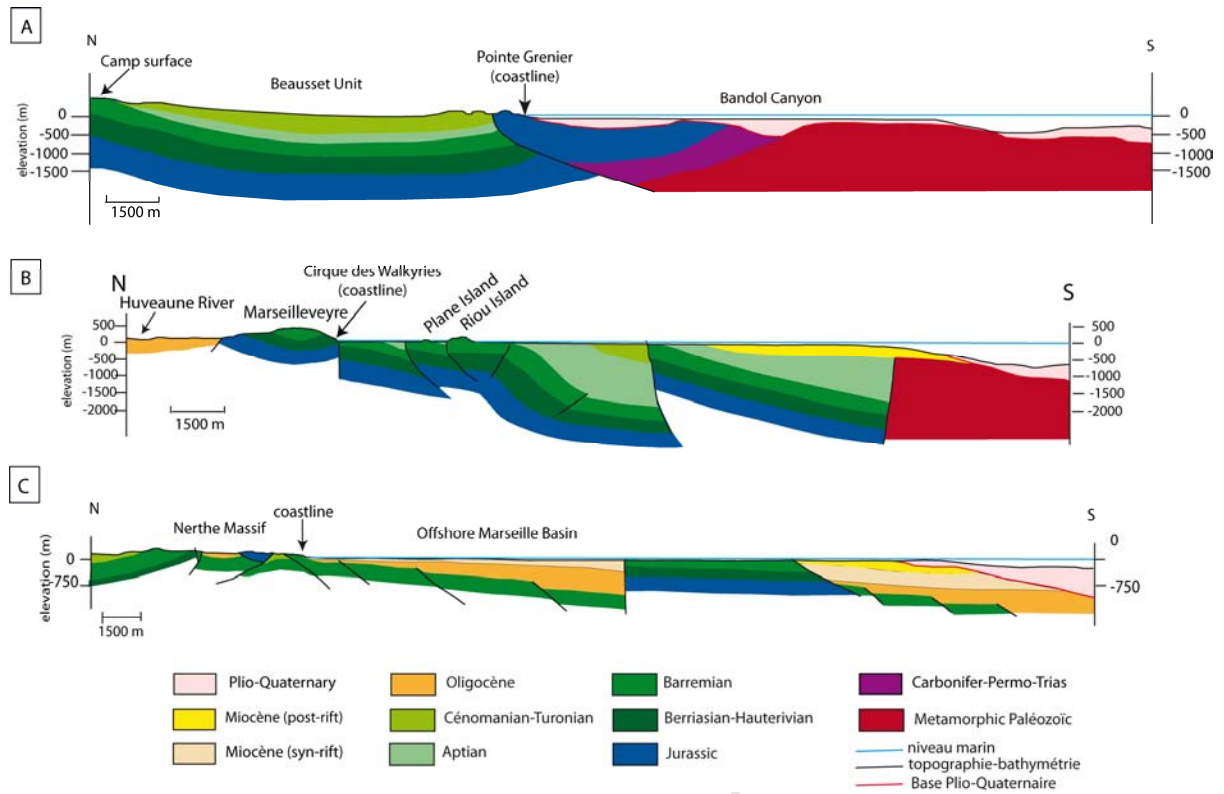 A
N
S
Camp surface
Beausset Unit
Pointe Grenier
(coastline)
Bandol Canyon
elevation (m)
0
-500
-1000
-1500
0
-500
-1000
-1500
1500 m
B
N
S
Huveaune River
Marseilleveyre
Cirque des Walkyries
(coastline)
Plane Island
Riou Island
elevation (m)
500
0
-500
-1000
-1500
-2000
500
0
-500
-1000
-1500
-2000
1500 m
C
N
S
Nerthe Massif
coastline
Offshore Marseille Basin
elevation (m)
0
-750
0
-750
1500 m
Plio-Quaternary
Oligocène
Barremian
Carbonifer-Permo-Trias
Miocène (post-rift)
Cénomanian-Turonian
Berriasian-Hauterivian
Metamorphic Paléozoïc
Miocène (syn-rift)
Aptian
Jurassic
niveau marin
topographie-bathymétrie
Base Plio-Quaternaire